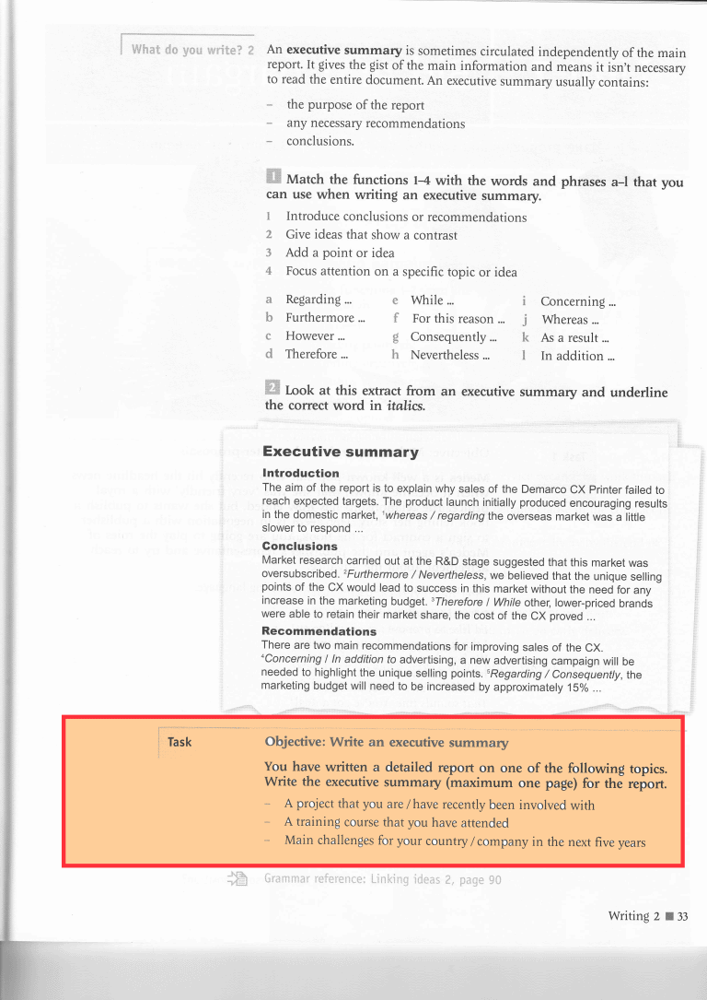 What do you write? 2
An executive summary is sometimes circulated independently of the main
report. It gives the gist of the main information and means it isn't necessary
to read the entire document. An executive summary usually contains:
– the purpose of the report
– any necessary recommendations
– conclusions.
1 Match the functions 1–4 with the words and phrases a–l that you
can use when writing an executive summary.
1 Introduce conclusions or recommendations
2 Give ideas that show a contrast
3 Add a point or idea
4 Focus attention on a specific topic or idea
a Regarding ... e While ... i Concerning ...
b Furthermore ... f For this reason ... j Whereas ...
c However ... g Consequently ... k As a result ...
d Therefore ... h Nevertheless ... l In addition ...
2 Look at this extract from an executive summary and underline
the correct word in italics.
Executive summary
Introduction
The aim of the report is to explain why sales of the Demarco CX Printer failed to
reach expected targets. The product launch initially produced encouraging results
in the domestic market, ¹whereas / regarding the overseas market was a little
slower to respond ...
Conclusions
Market research carried out at the R&D stage suggested that this market was
oversubscribed. ²Furthermore / Nevertheless, we believed that the unique selling
points of the CX would lead to success in this market without the need for any
increase in the marketing budget. ³Therefore / While other, lower-priced brands
were able to retain their market share, the cost of the CX proved ...
Recommendations
There are two main recommendations for improving sales of the CX.
⁴Concerning / In addition to advertising, a new advertising campaign will be
needed to highlight the unique selling points. ⁵Regarding / Consequently, the
marketing budget will need to be increased by approximately 15% ...
Task
Objective: Write an executive summary
You have written a detailed report on one of the following topics.
Write the executive summary (maximum one page) for the report.
– A project that you are / have recently been involved with
– A training course that you have attended
– Main challenges for your country / company in the next five years
Grammar reference: Linking ideas 2, page 90
Writing 2 ■ 33